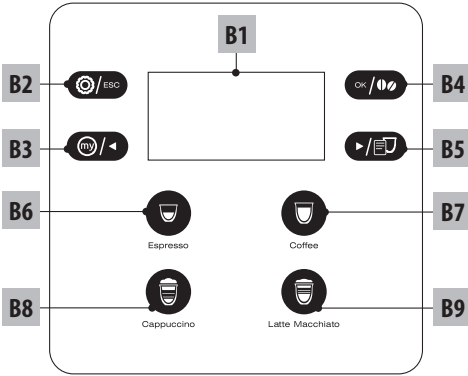 B1
B2
/ ESC
OK /
B4
B3
my /
/
B5
B6
B7
Espresso
Coffee
B8
B9
Cappuccino
Latte Macchiato